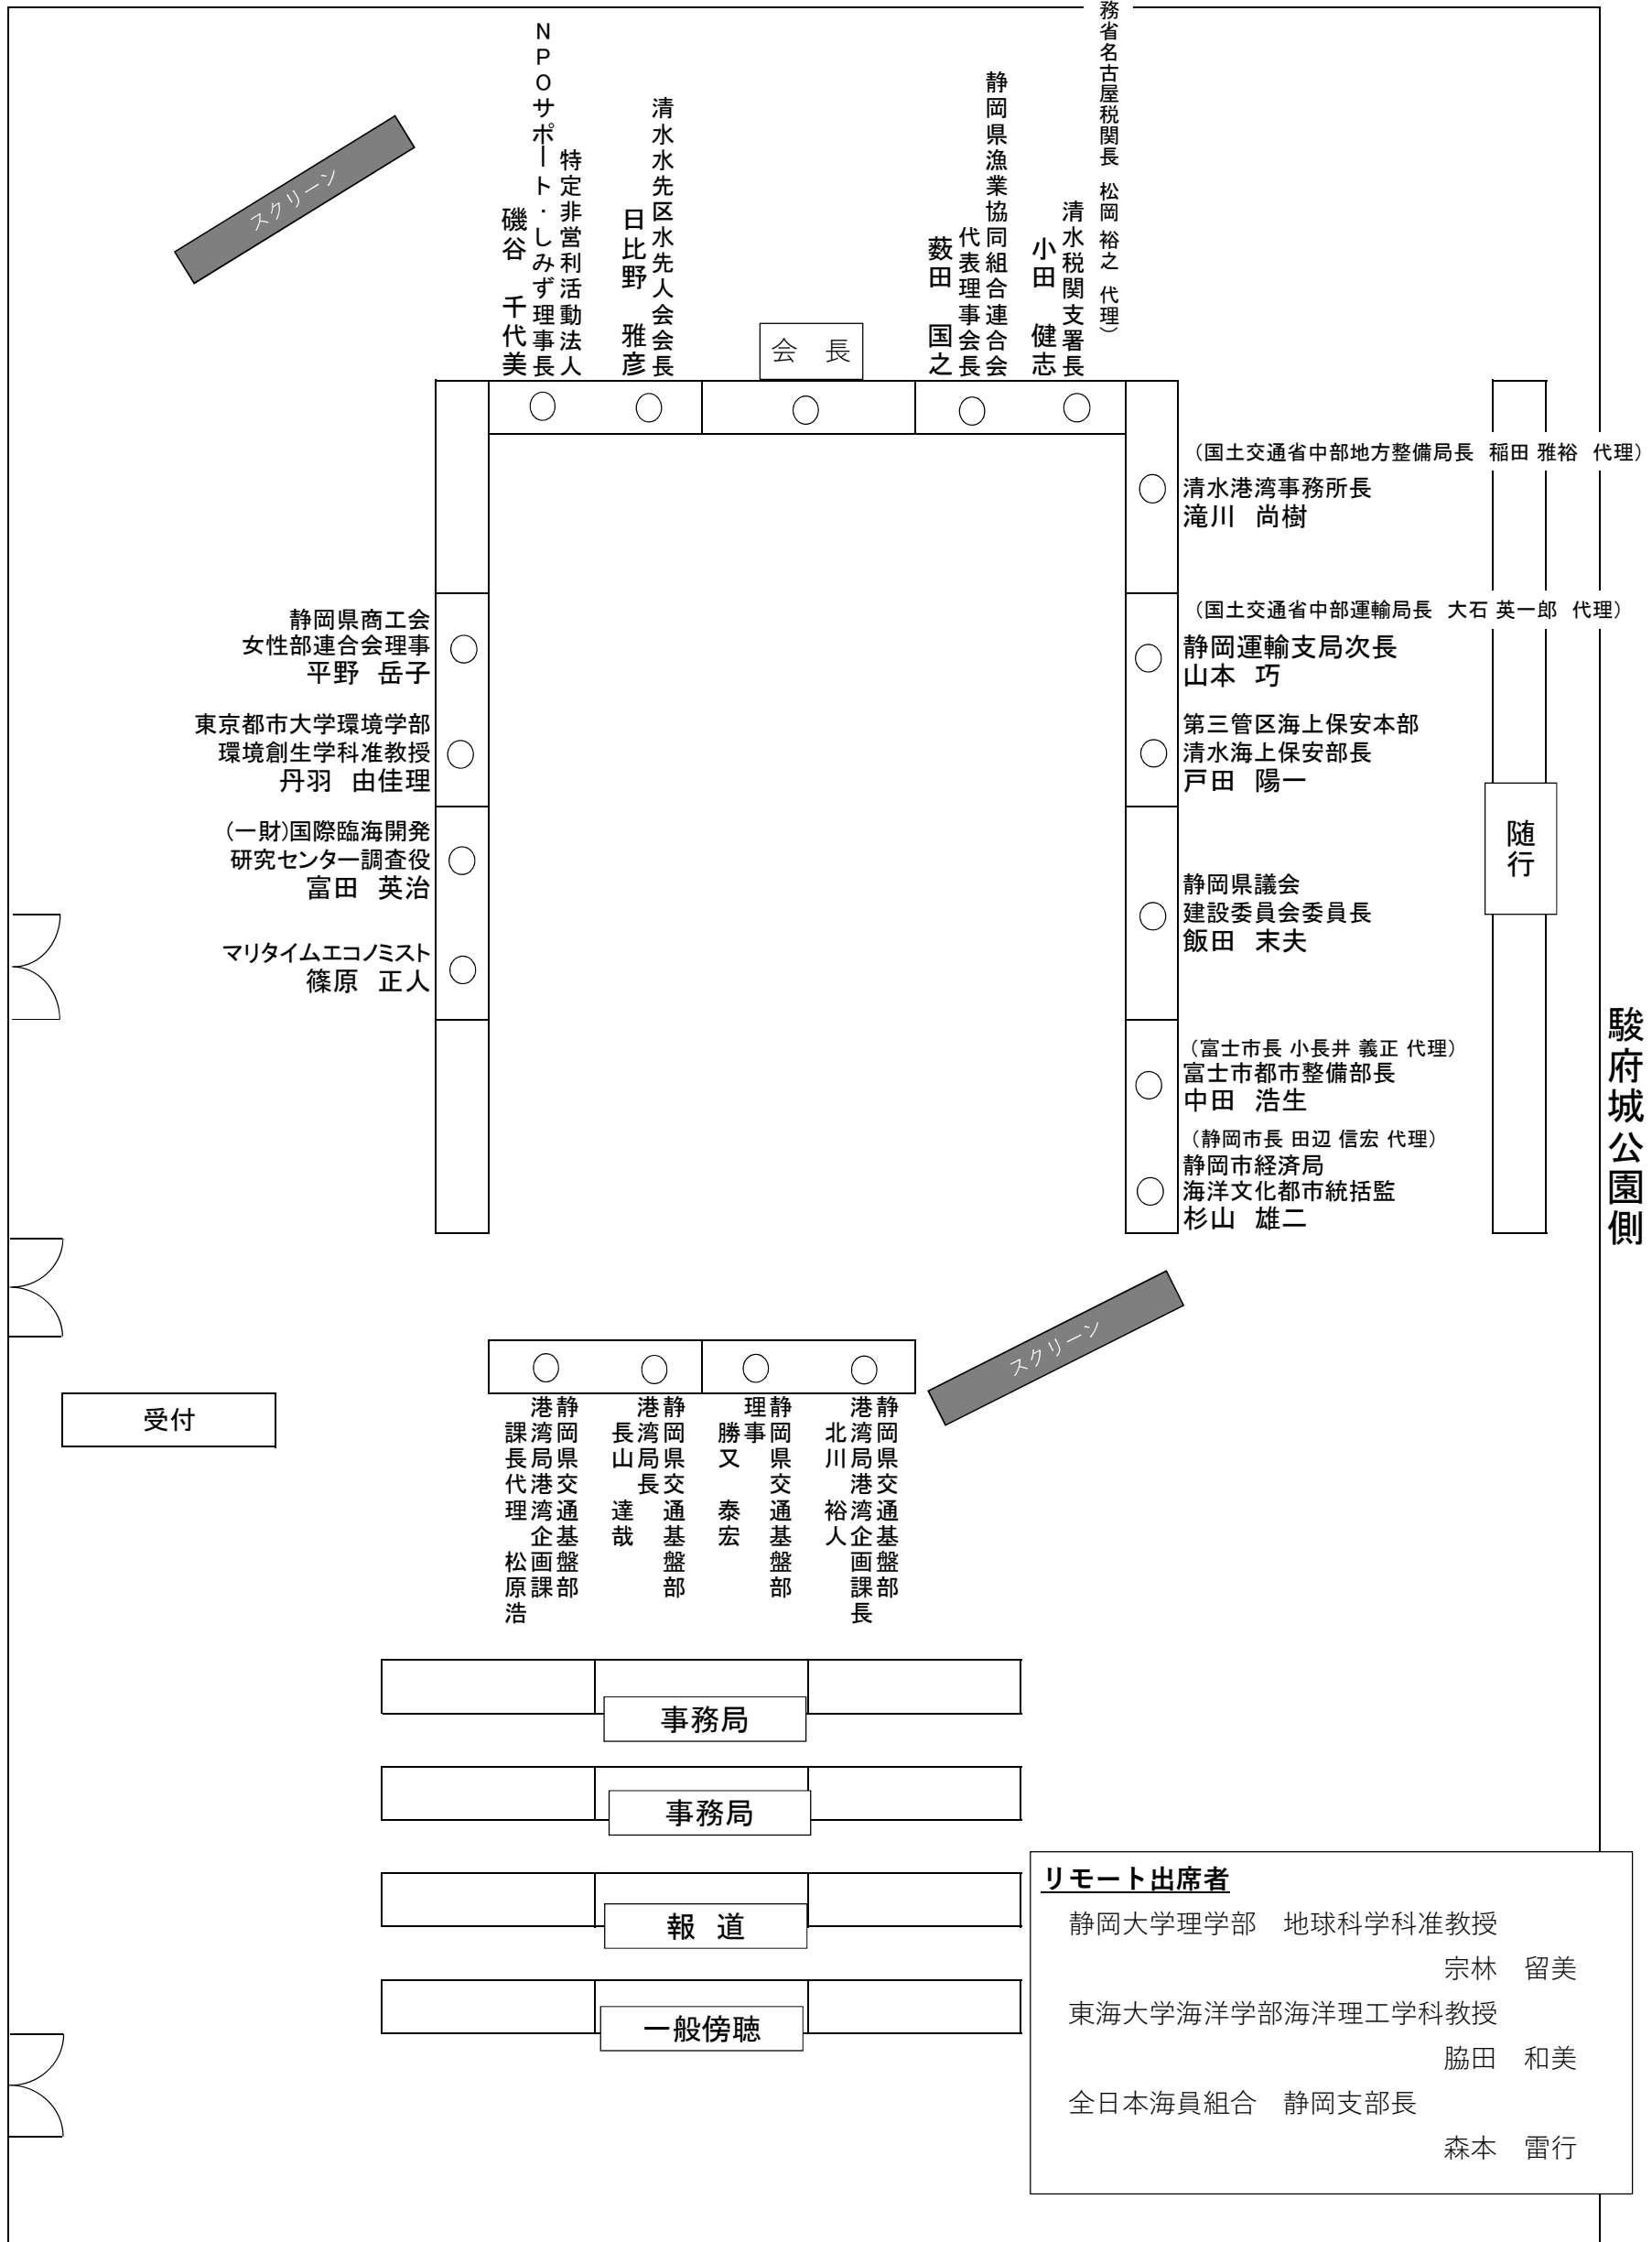 務省名古屋税関長 松岡 裕之 代理）
清水税関支署長
小田 健志
静岡県漁業協同組合連合会
代表理事会長
薮田 国之
会 長
清水水先区水先人会会長
日比野 雅彦
特定非営利活動法人
ＮＰＯサポート・しみず理事長
磯谷 千代美
スクリーン
（国土交通省中部地方整備局長 稲田 雅裕 代理）
清水港湾事務所長
滝川 尚樹
（国土交通省中部運輸局長 大石 英一郎 代理）
静岡運輸支局次長
山本 巧
第三管区海上保安本部
清水海上保安部長
戸田 陽一
静岡県議会
建設委員会委員長
飯田 末夫
（富士市長 小長井 義正 代理）
富士市都市整備部長
中田 浩生
（静岡市長 田辺 信宏 代理）
静岡市経済局
海洋文化都市統括監
杉山 雄二
随行
駿府城公園側
静岡県商工会
女性部連合会理事
平野 岳子
東京都市大学環境学部
環境創生学科准教授
丹羽 由佳理
（一財）国際臨海開発
研究センター調査役
富田 英治
マリタイムエコノミスト
篠原 正人
スクリーン
受付
静岡県交通基盤部
港湾局港湾企画課長
北川 裕人
静岡県交通基盤部
理事
勝又 泰宏
静岡県交通基盤部
港湾局長
長山 達哉
静岡県交通基盤部
港湾局港湾企画課
課長代理 松原浩
事務局
事務局
報 道
一般傍聴
リモート出席者
静岡大学理学部 地球科学科准教授
宗林 留美
東海大学海洋学部海洋理工学科教授
脇田 和美
全日本海員組合 静岡支部長
森本 雷行